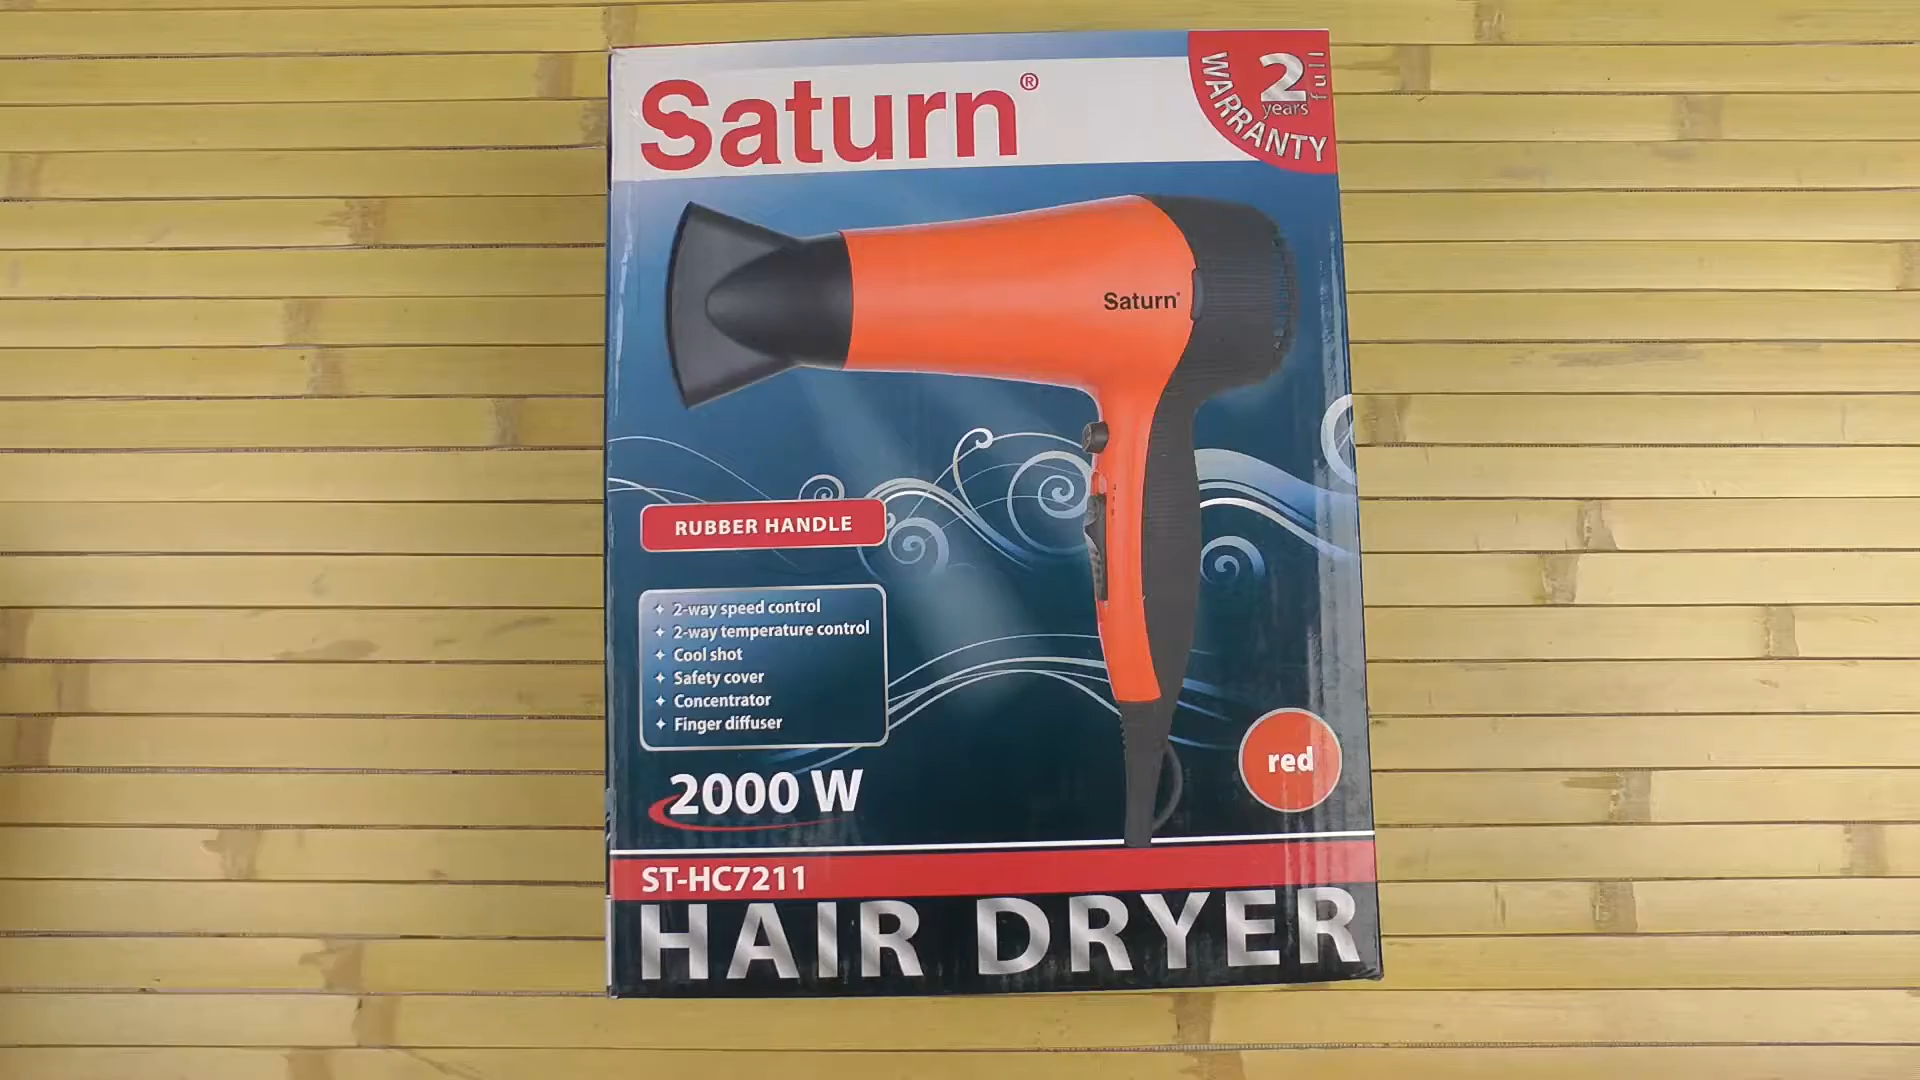 Saturn®
2 years full
WARRANTY
Saturn
RUBBER HANDLE
2-way speed control
2-way temperature control
Cool shot
Safety cover
Concentrator
Finger diffuser
2000 W
red
ST-HC7211
HAIR DRYER